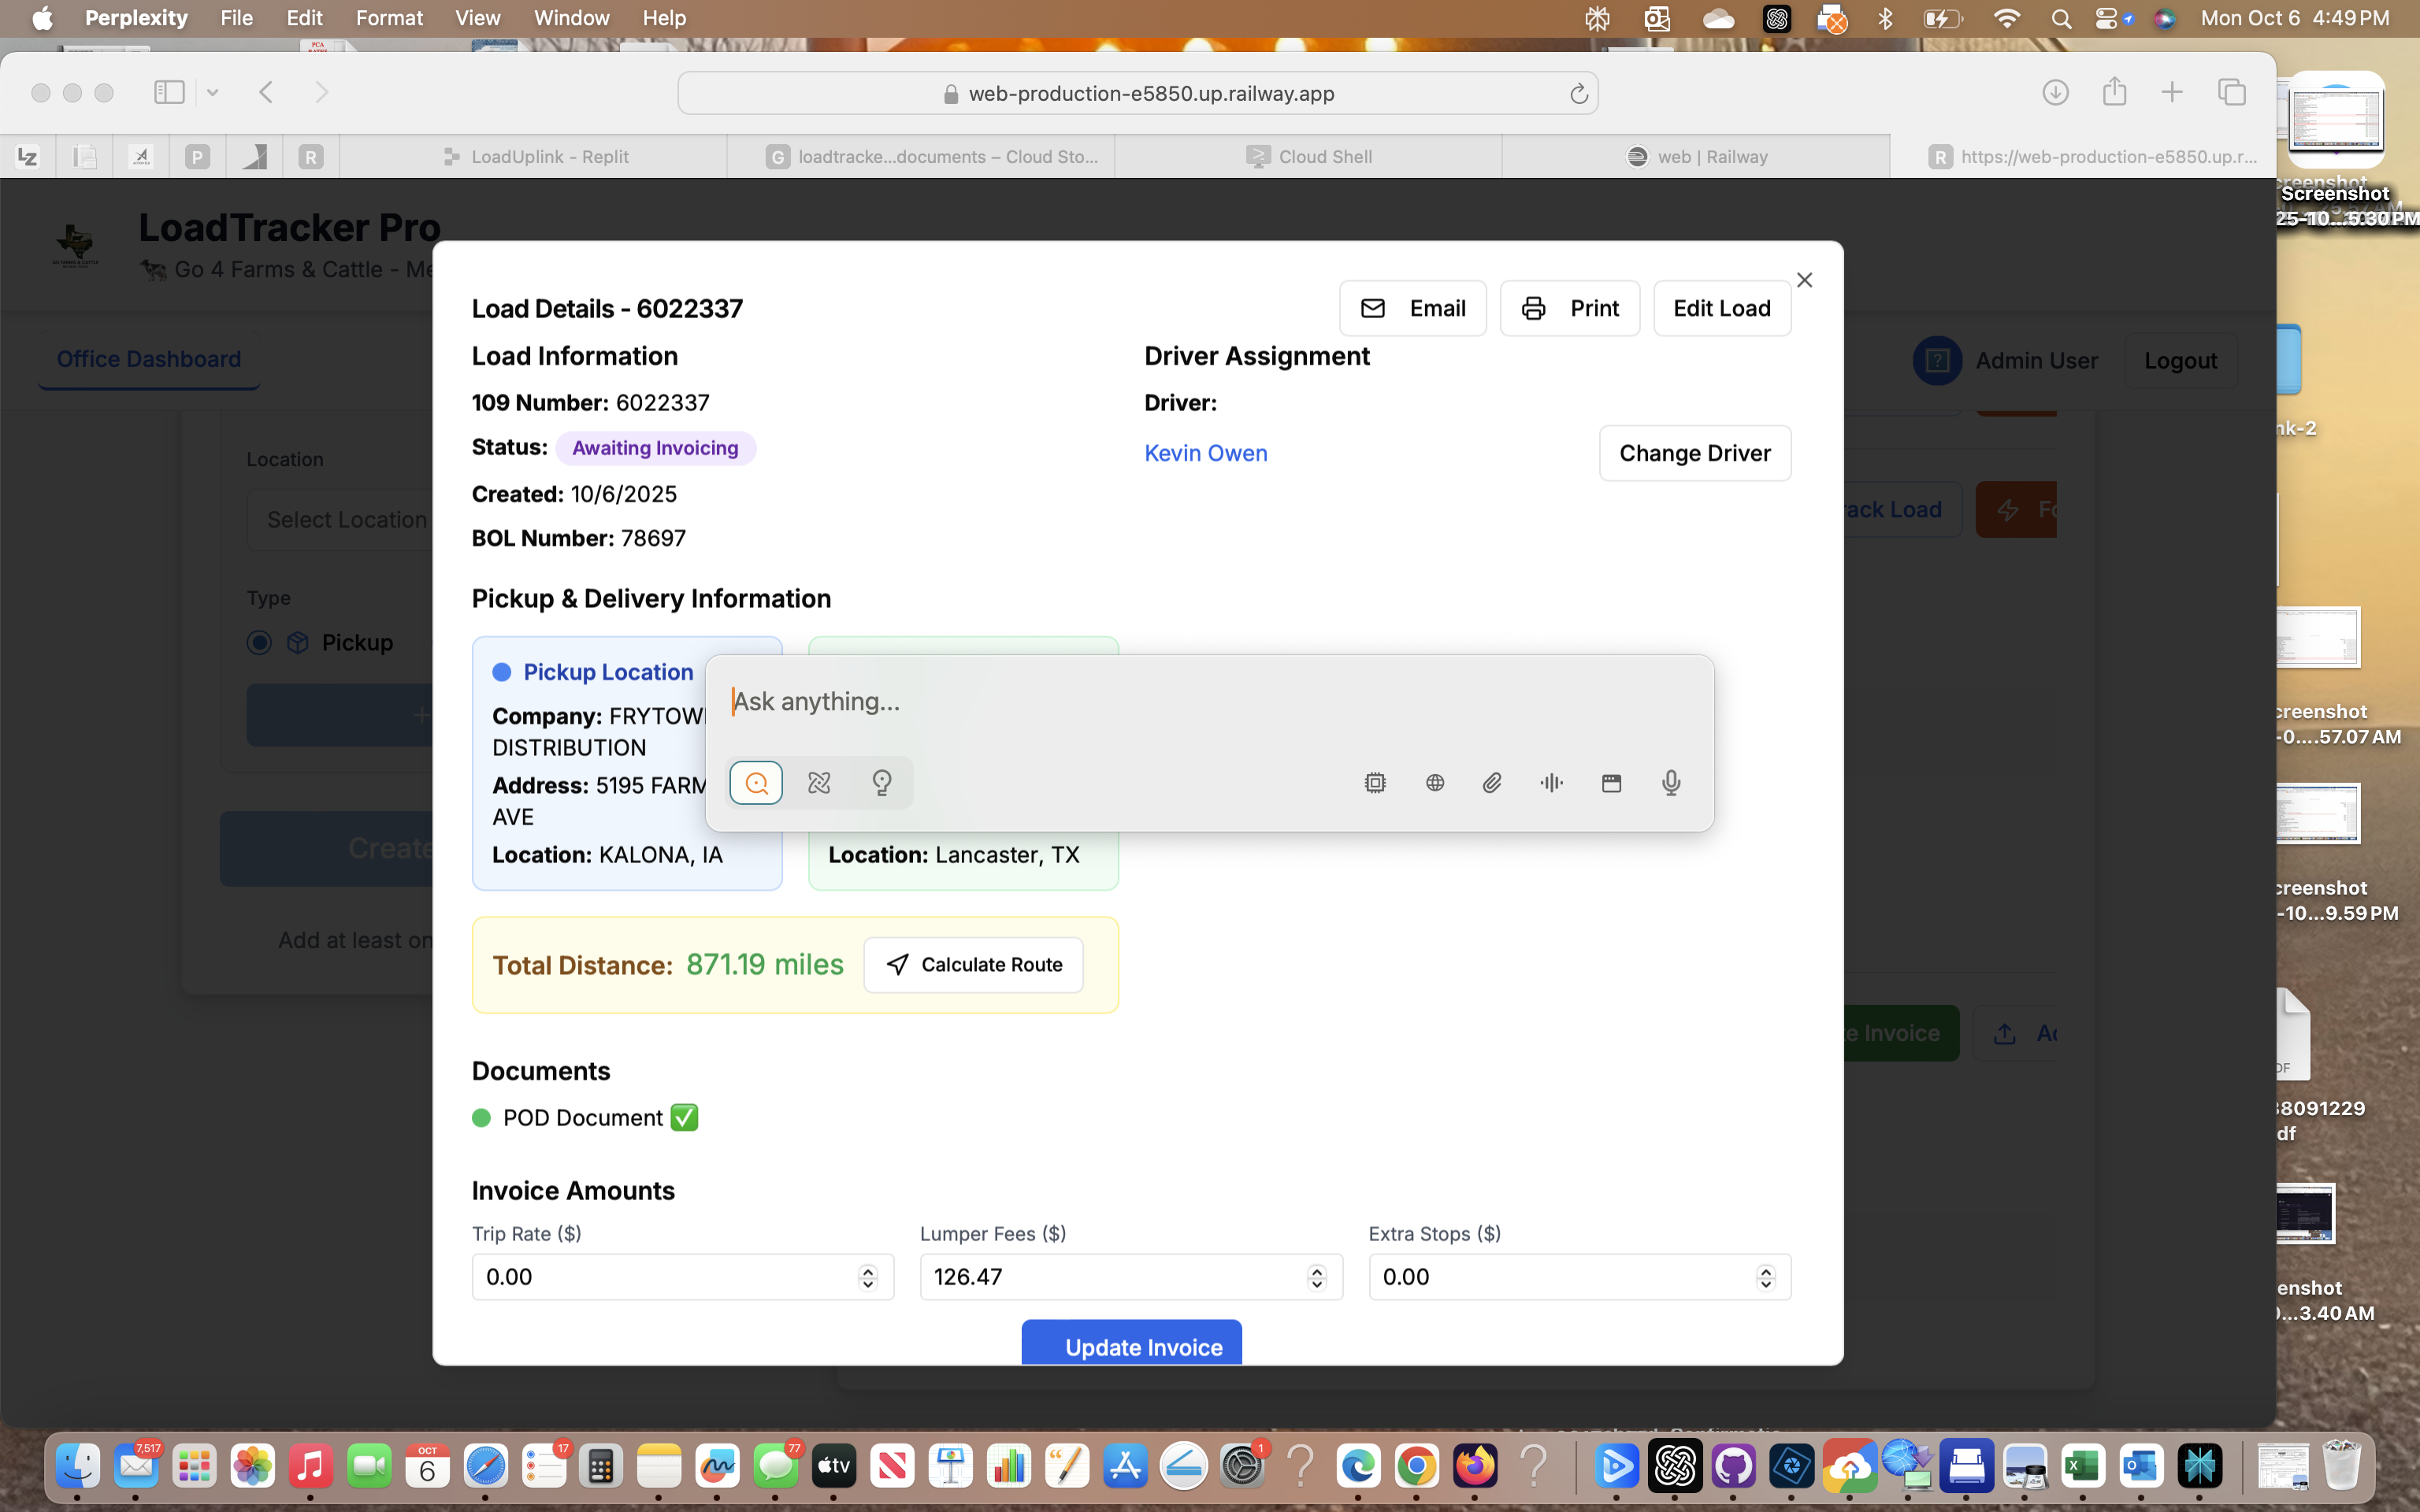 Perplexity File Edit Format View Window Help
Mon Oct 6 4:49 PM
web-production-e5850.up.railway.app
LoadUplink - Replit
loadtracke...documents – Cloud Sto...
Cloud Shell
web | Railway
https://web-production-e5850.up.r...
LoadTracker Pro
Go 4 Farms & Cattle - Me
Office Dashboard
Admin User
Logout
Location
Select Location
Type
Pickup
Create
Add at least on
ack Load
Fo
e Invoice
Load Details - 6022337
Email
Print
Edit Load
Load Information
109 Number: 6022337
Status: Awaiting Invoicing
Created: 10/6/2025
BOL Number: 78697
Driver Assignment
Driver:
Kevin Owen
Change Driver
Pickup & Delivery Information
Pickup Location
Company: FRYTOW
DISTRIBUTION
Address: 5195 FARM
AVE
Location: KALONA, IA
Location: Lancaster, TX
Ask anything...
Total Distance: 871.19 miles
Calculate Route
Documents
POD Document
Invoice Amounts
Trip Rate ($)
0.00
Lumper Fees ($)
126.47
Extra Stops ($)
0.00
Update Invoice
Screenshot
25-10...5.30 PM
nk-2
creenshot
-0....57.07 AM
creenshot
-10...9.59 PM
38091229
df
enshot
...3.40 AM
7,517
OCT
6
17
77
tv
1